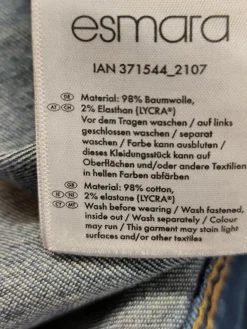 esmara
IAN 371544_2107
DE Material: 98% Baumwolle,
AT CH 2% Elasthan (LYCRA®)
Vor dem Tragen waschen / auf links
geschlossen waschen / separat
waschen / Farbe kann ausbluten /
dieses Kleidungsstück kann auf
Oberflächen und/oder andere Textilien
in hellen Farben abfärben
GB Material: 98% cotton,
IE 2% elastane (LYCRA®)
CY MT Wash before wearing / Wash fastened,
inside out / Wash separately / Colour
may run / This garment may stain light
surfaces and/or other textiles